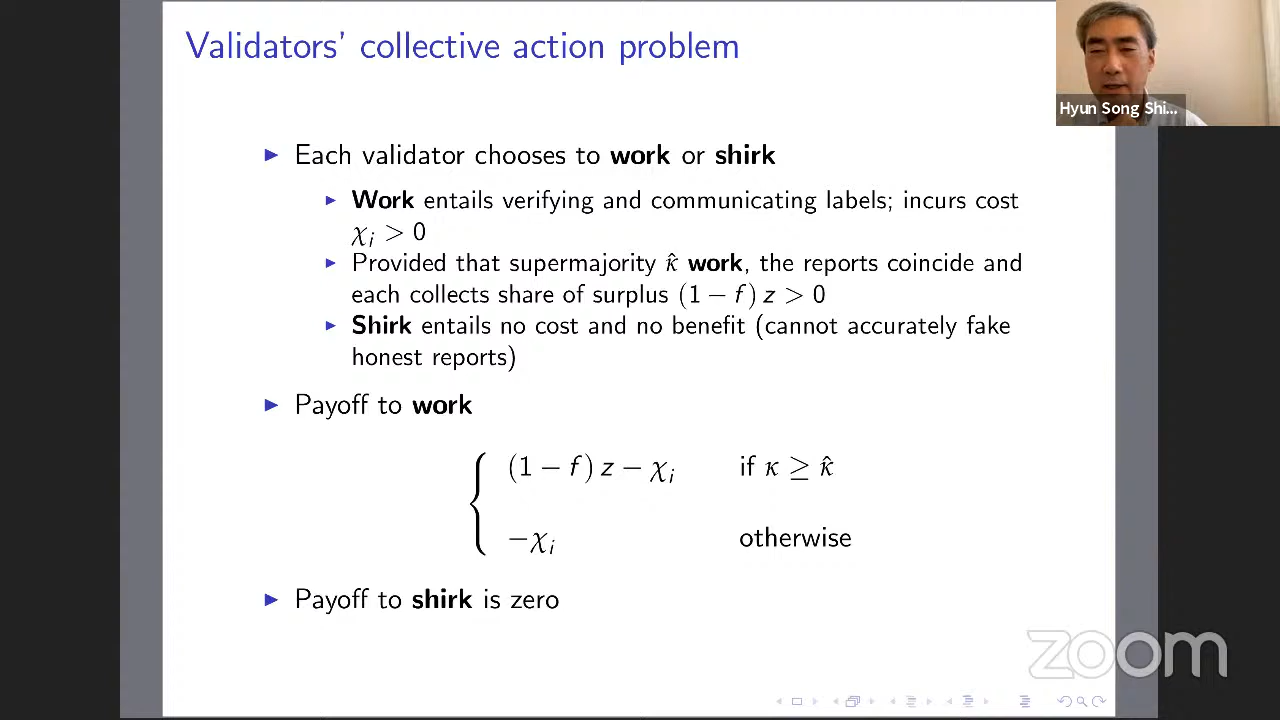 Validators' collective action problem
Hyun Song Shi...
▶ Each validator chooses to work or shirk
▶ Work entails verifying and communicating labels; incurs cost
χᵢ > 0
▶ Provided that supermajority κ̂ work, the reports coincide and
each collects share of surplus (1 − f) z > 0
▶ Shirk entails no cost and no benefit (cannot accurately fake
honest reports)
▶ Payoff to work
(1 − f) z − χᵢ if κ ≥ κ̂
−χᵢ otherwise
▶ Payoff to shirk is zero
zoom